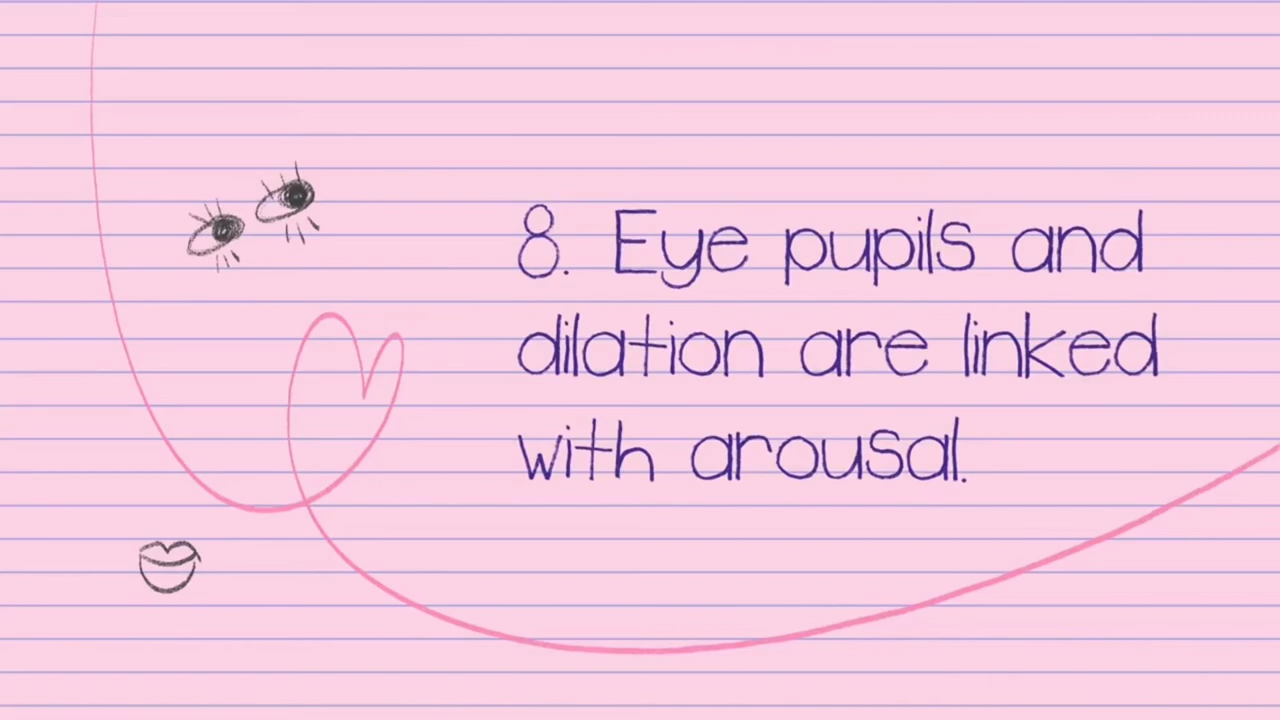 8. Eye pupils and
dilation are linked
with arousal.